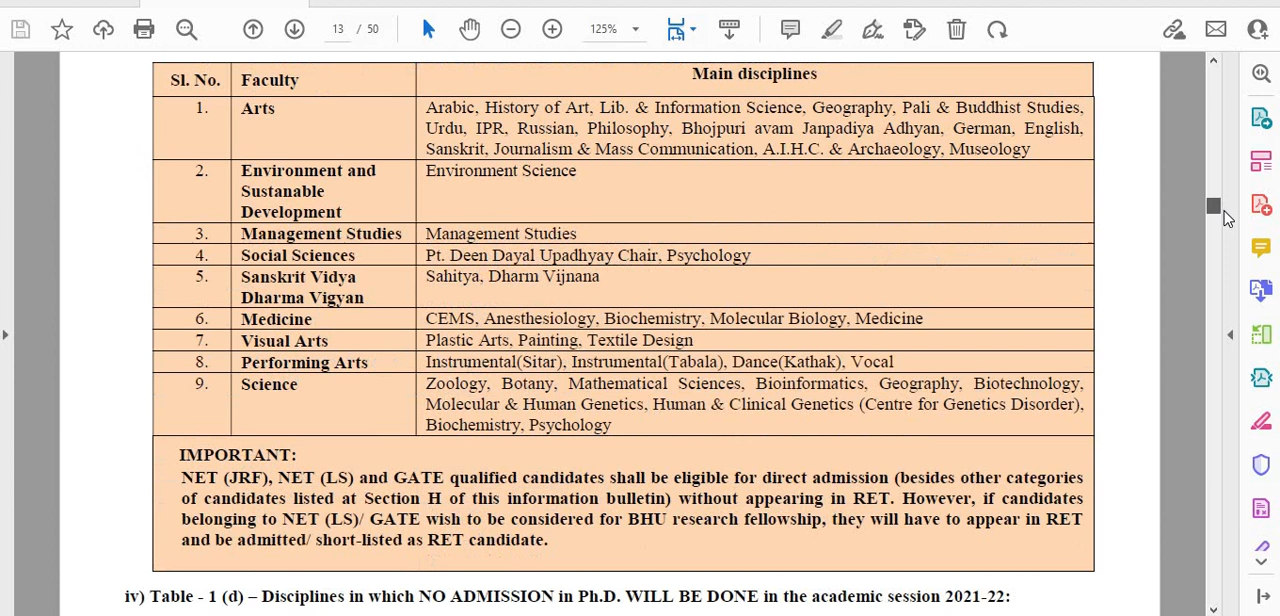 13 / 50
125%
Sl. No. Faculty Main disciplines
1. Arts Arabic, History of Art, Lib. & Information Science, Geography, Pali & Buddhist Studies,
Urdu, IPR, Russian, Philosophy, Bhojpuri avam Janpadiya Adhyan, German, English,
Sanskrit, Journalism & Mass Communication, A.I.H.C. & Archaeology, Museology
2. Environment and Environment Science
Sustanable
Development
3. Management Studies Management Studies
4. Social Sciences Pt. Deen Dayal Upadhyay Chair, Psychology
5. Sanskrit Vidya Sahitya, Dharm Vijnana
Dharma Vigyan
6. Medicine CEMS, Anesthesiology, Biochemistry, Molecular Biology, Medicine
7. Visual Arts Plastic Arts, Painting, Textile Design
8. Performing Arts Instrumental(Sitar), Instrumental(Tabala), Dance(Kathak), Vocal
9. Science Zoology, Botany, Mathematical Sciences, Bioinformatics, Geography, Biotechnology,
Molecular & Human Genetics, Human & Clinical Genetics (Centre for Genetics Disorder),
Biochemistry, Psychology
IMPORTANT:
NET (JRF), NET (LS) and GATE qualified candidates shall be eligible for direct admission (besides other categories
of candidates listed at Section H of this information bulletin) without appearing in RET. However, if candidates
belonging to NET (LS)/ GATE wish to be considered for BHU research fellowship, they will have to appear in RET
and be admitted/ short-listed as RET candidate.
iv) Table - 1 (d) – Disciplines in which NO ADMISSION in Ph.D. WILL BE DONE in the academic session 2021-22: